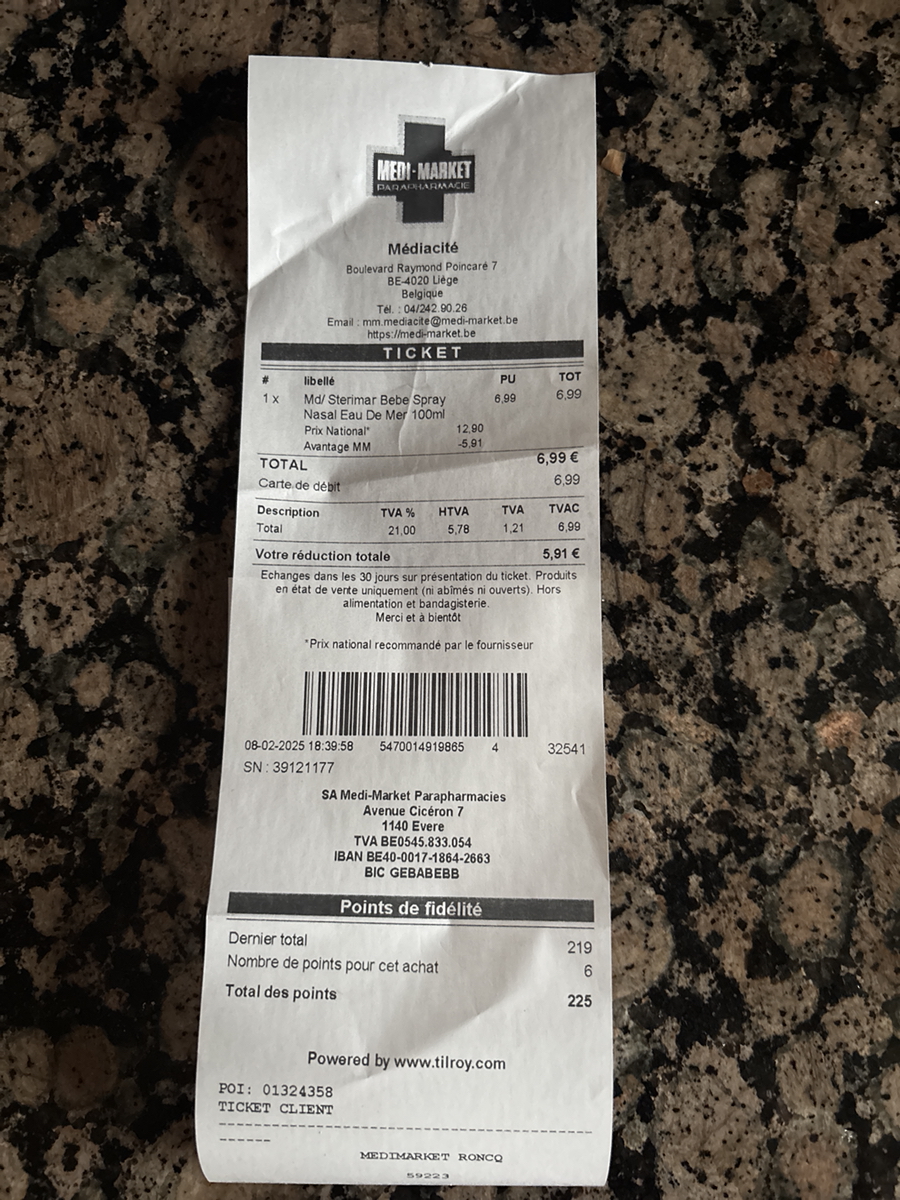 MEDI-MARKET
PARAPHARMACIE
Médiacité
Boulevard Raymond Poincaré 7
BE-4020 Liège
Belgique
Tél. : 04/242.90.26
Email : mm.mediacite@medi-market.be
https://medi-market.be
TICKET
# libellé PU TOT
1 x Md/ Sterimar Bebe Spray 6,99 6,99
Nasal Eau De Mer 100ml
Prix National* 12,90
Avantage MM -5,91
TOTAL 6,99 €
Carte de débit 6,99
Description TVA % HTVA TVA TVAC
Total 21,00 5,78 1,21 6,99
Votre réduction totale 5,91 €
Echanges dans les 30 jours sur présentation du ticket. Produits
en état de vente uniquement (ni abîmés ni ouverts). Hors
alimentation et bandagisterie.
Merci et à bientôt
*Prix national recommandé par le fournisseur
08-02-2025 18:39:58 5470014919865 4 32541
SN : 39121177
SA Medi-Market Parapharmacies
Avenue Cicéron 7
1140 Evere
TVA BE0545.833.054
IBAN BE40-0017-1864-2663
BIC GEBABEBB
Points de fidélité
Dernier total 219
Nombre de points pour cet achat 6
Total des points 225
Powered by www.tilroy.com
POI: 01324358
TICKET CLIENT
MEDIMARKET RONCQ
59223